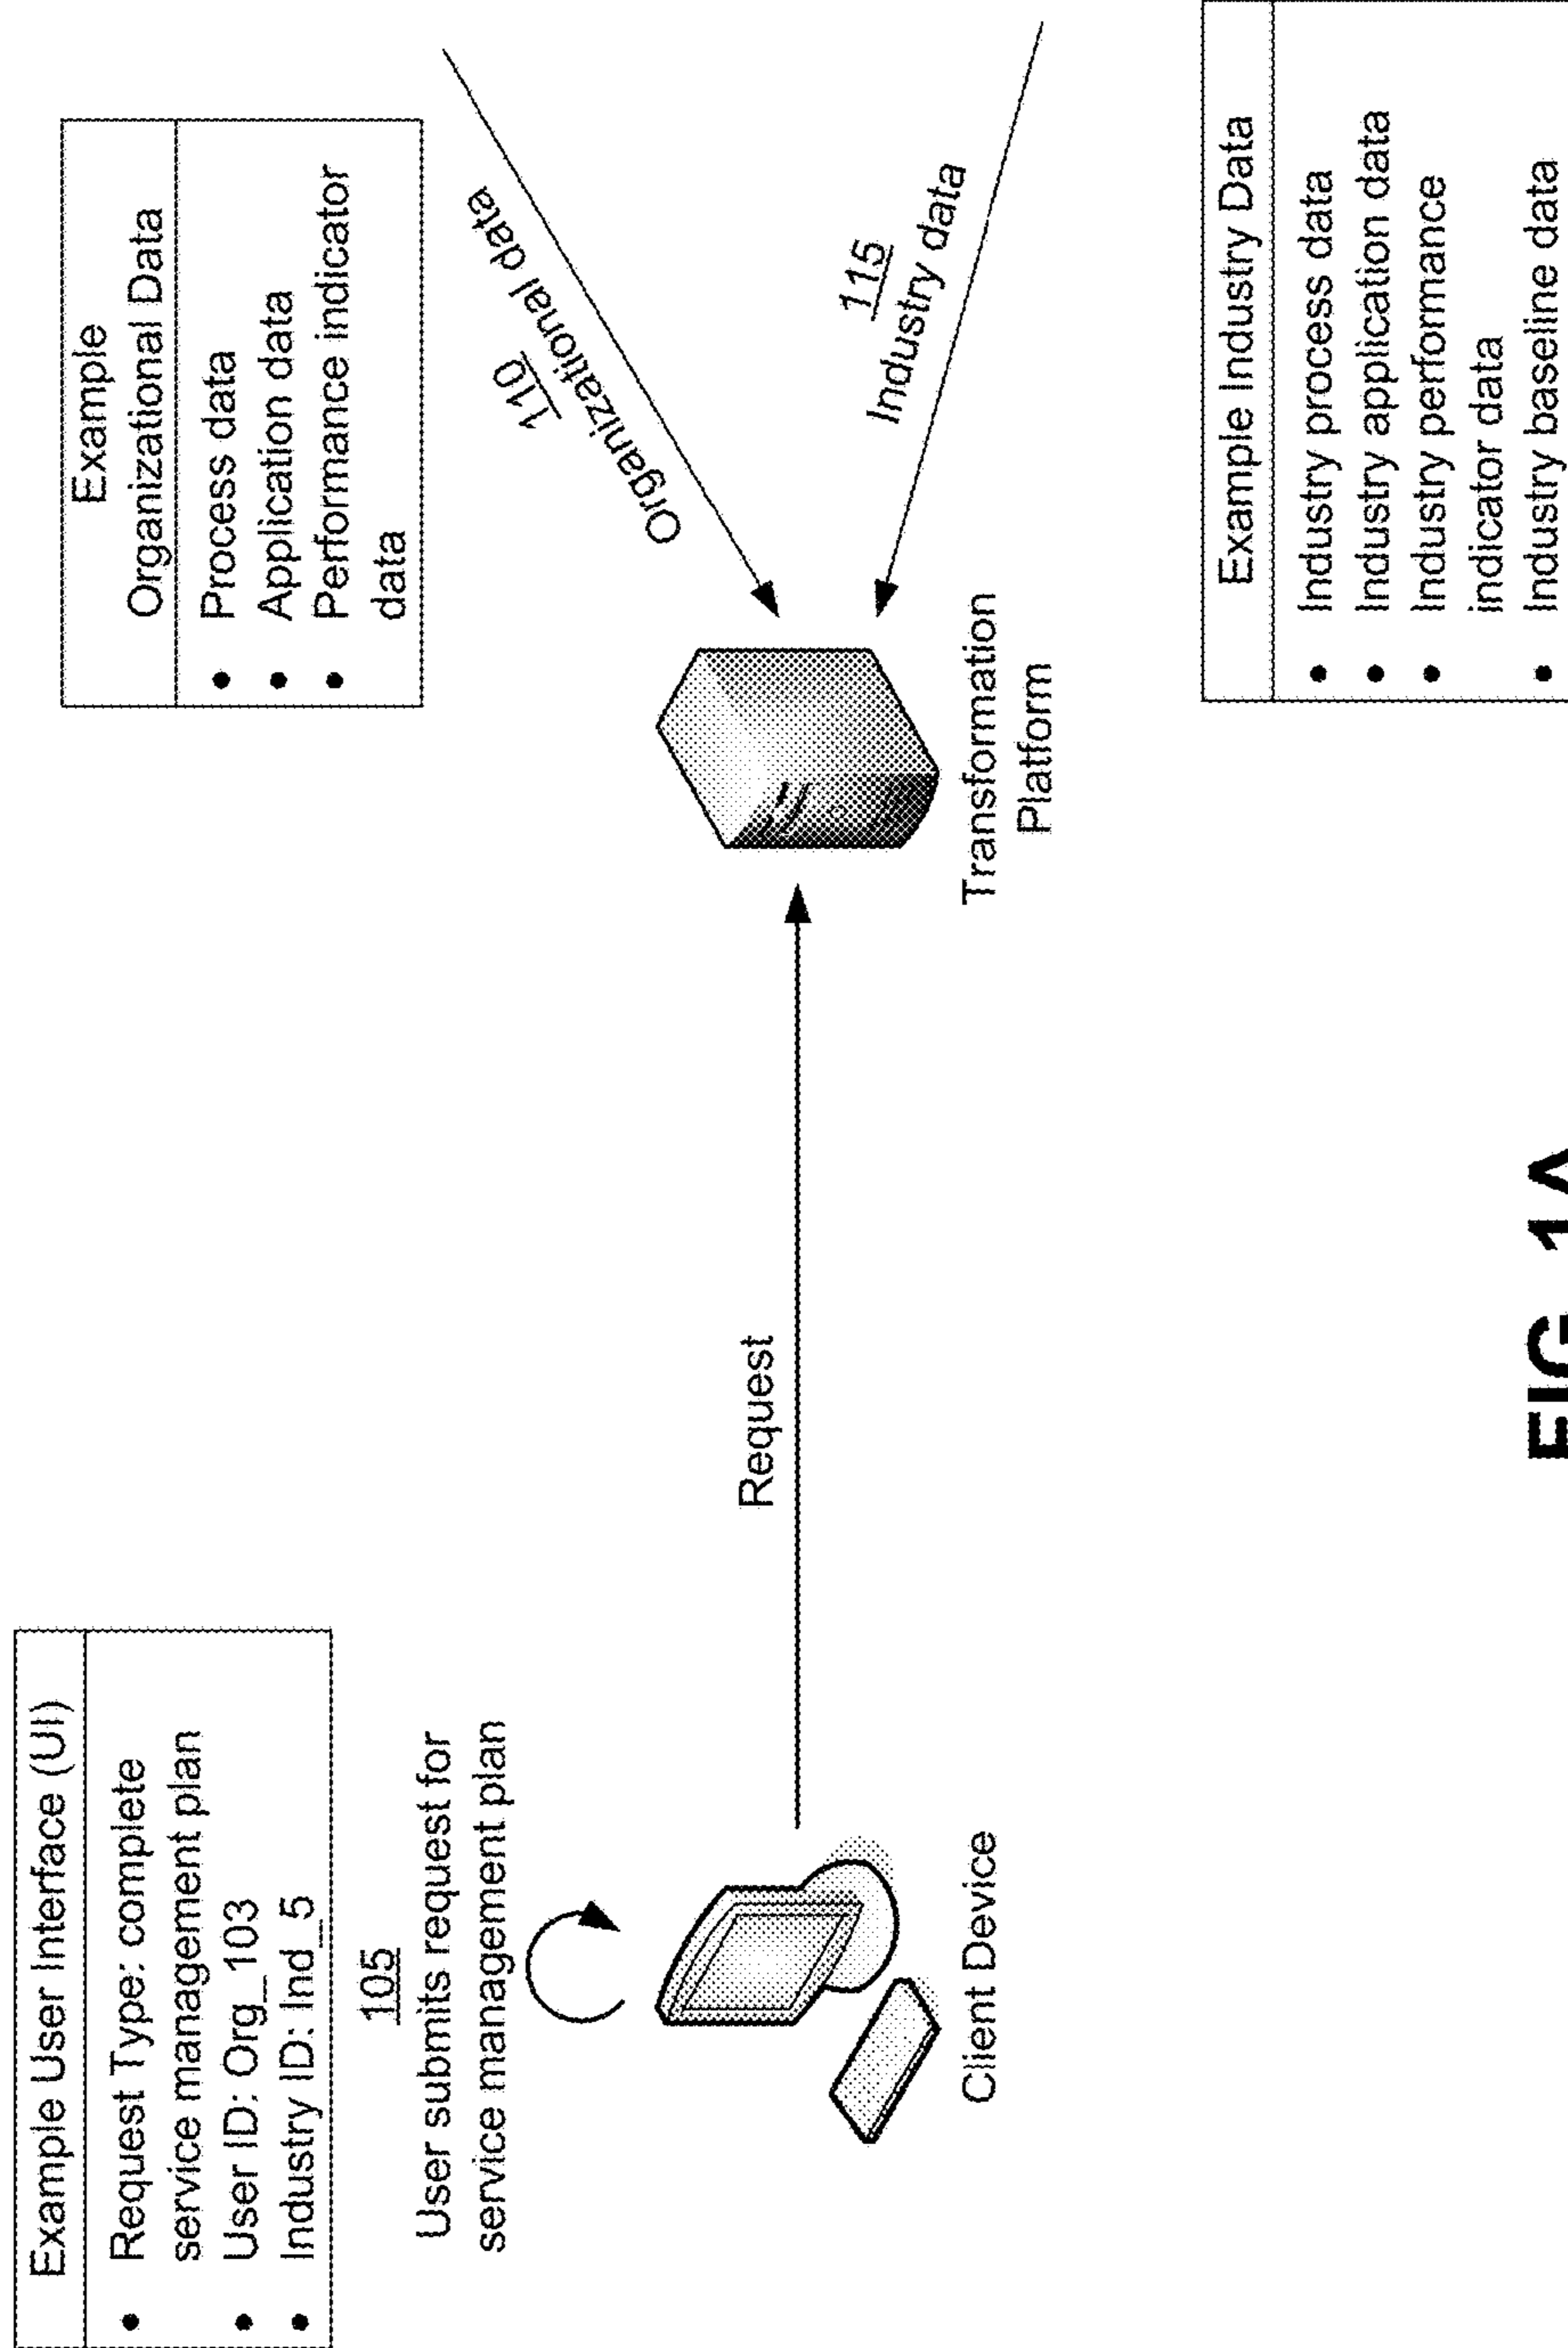 Example User Interface (UI)
• Request Type: complete
service management plan
• User ID: Org_103
• Industry ID: Ind_5
105
User submits request for
service management plan
Client Device
Request
Transformation
Platform
Example
Organizational Data
• Process data
• Application data
• Performance indicator
data
110
Organizational data
115
Industry data
Example Industry Data
• Industry process data
• Industry application data
• Industry performance
indicator data
• Industry baseline data
FIG. 1A